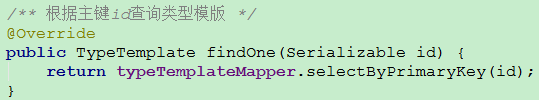 /** 根据主键id查询类型模版 */
@Override
public TypeTemplate findOne(Serializable id) {
    return typeTemplateMapper.selectByPrimaryKey(id);
}